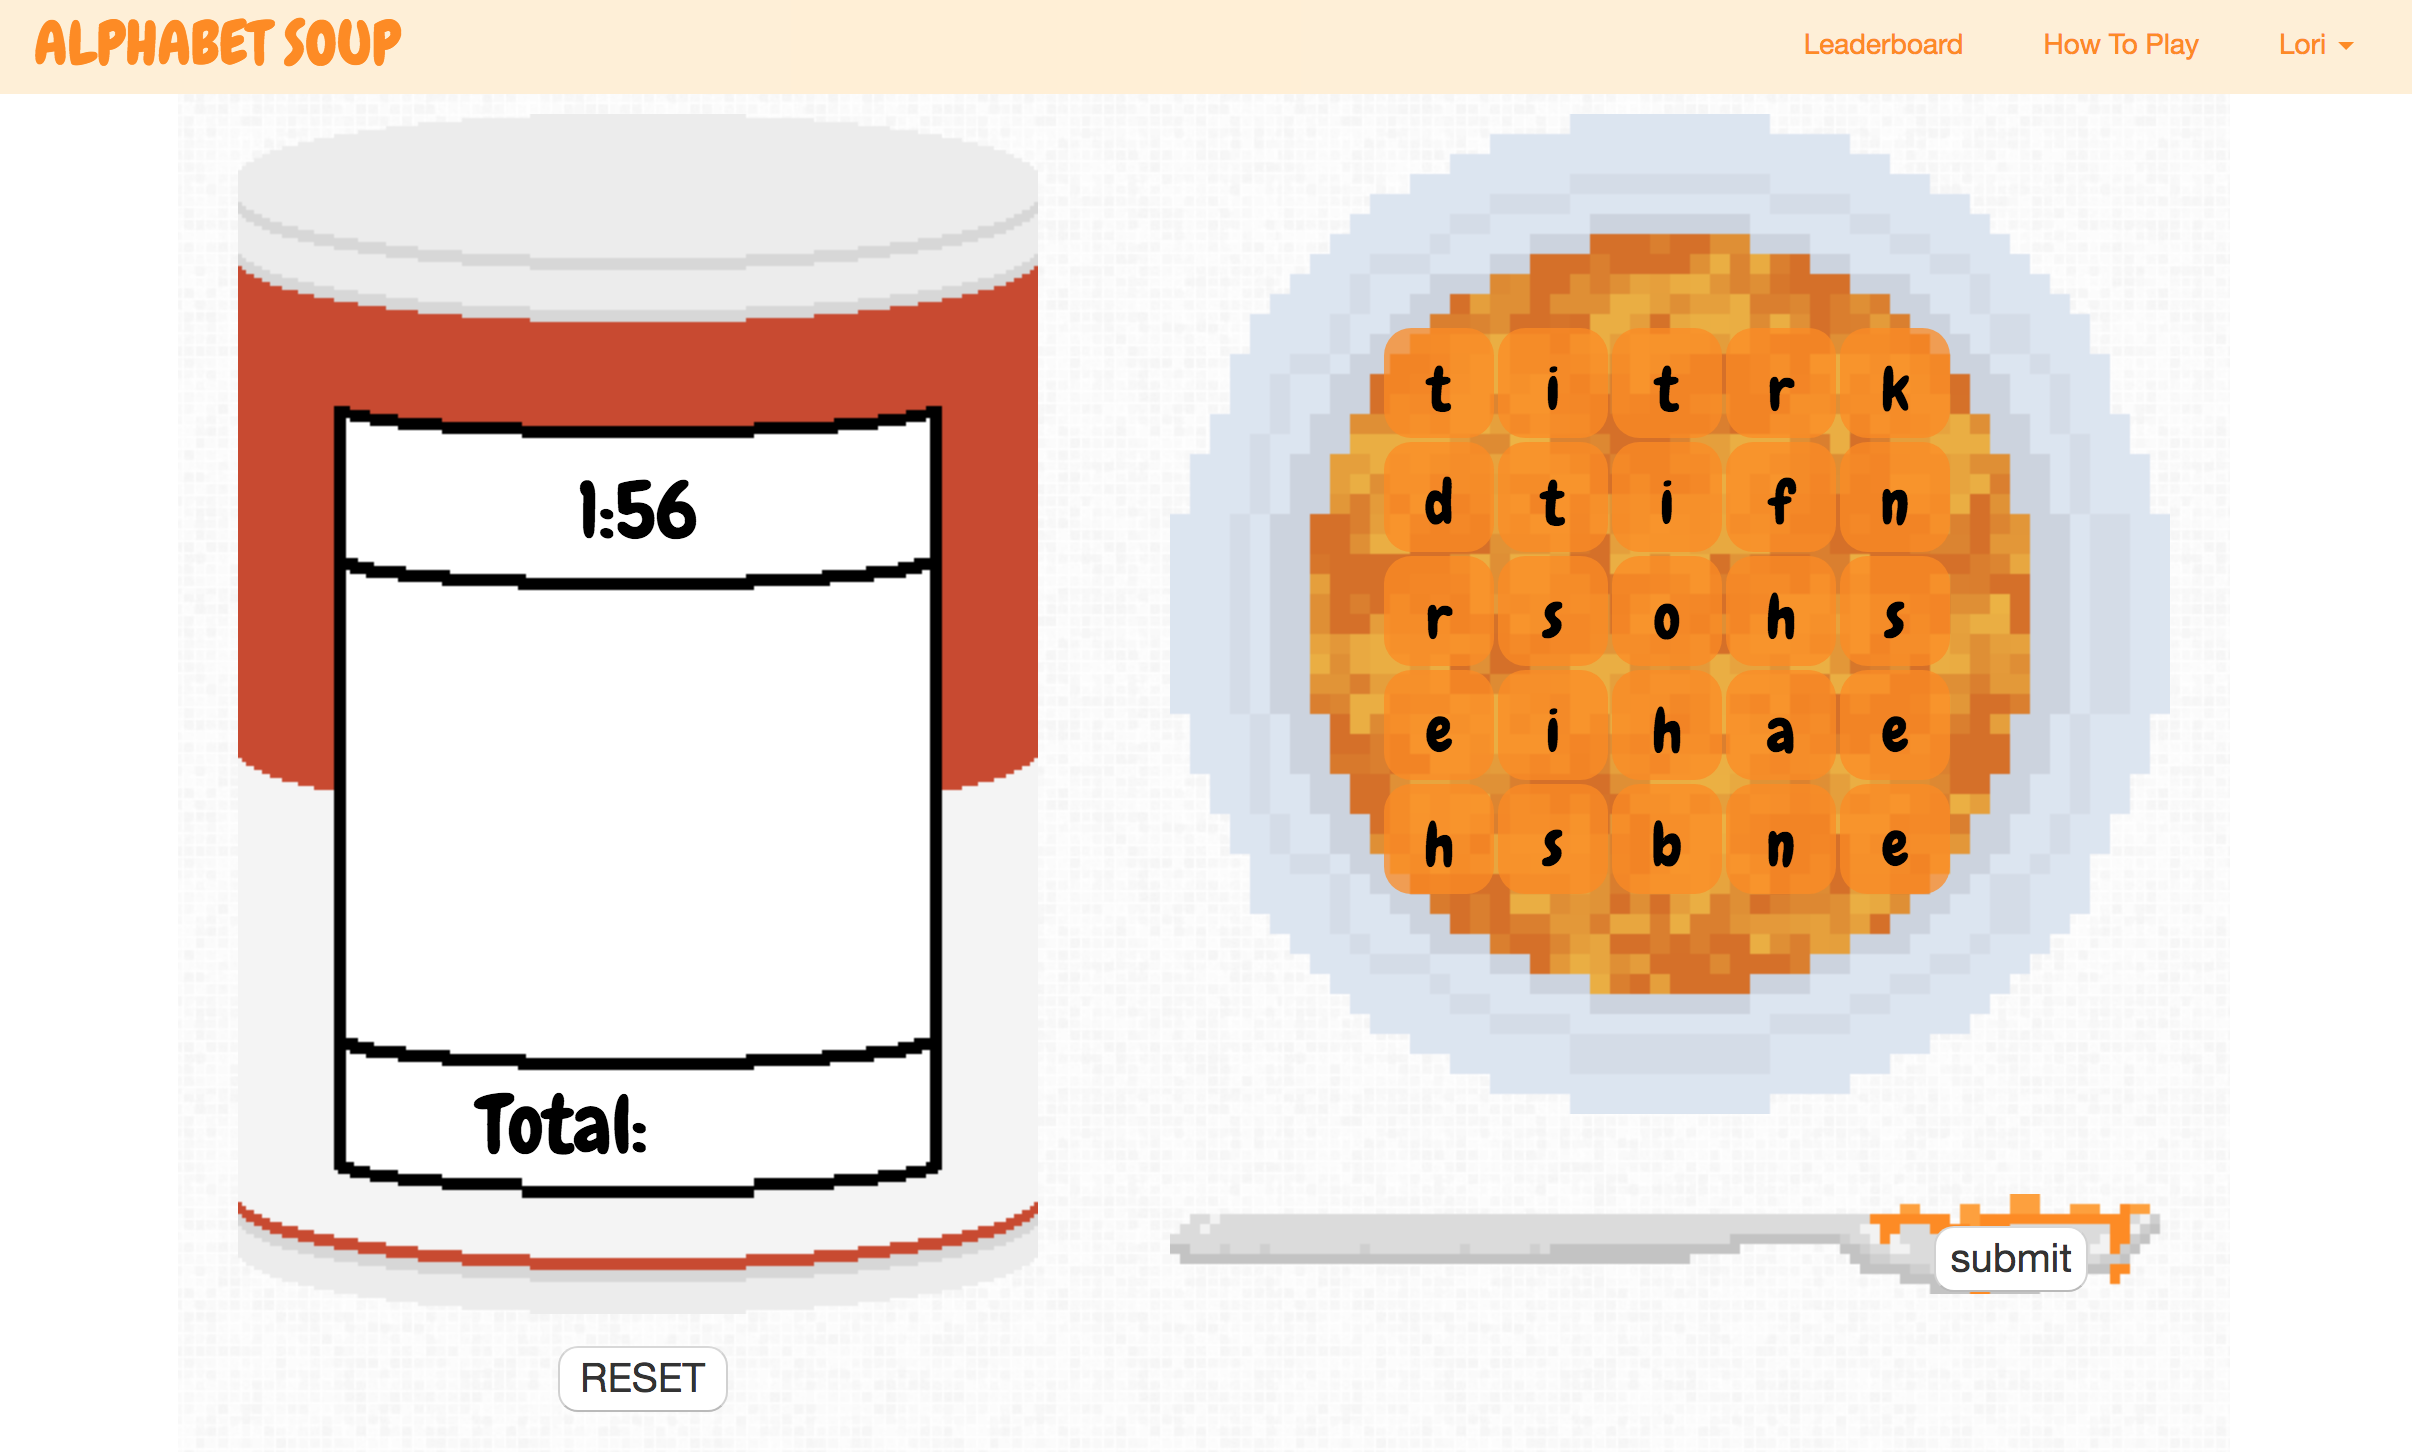 ALPHABET SOUP
Leaderboard How To Play Lori
1:56
t i t r k
d t i f n
r s o h s
e i h a e
h s b n e
Total:
submit
RESET